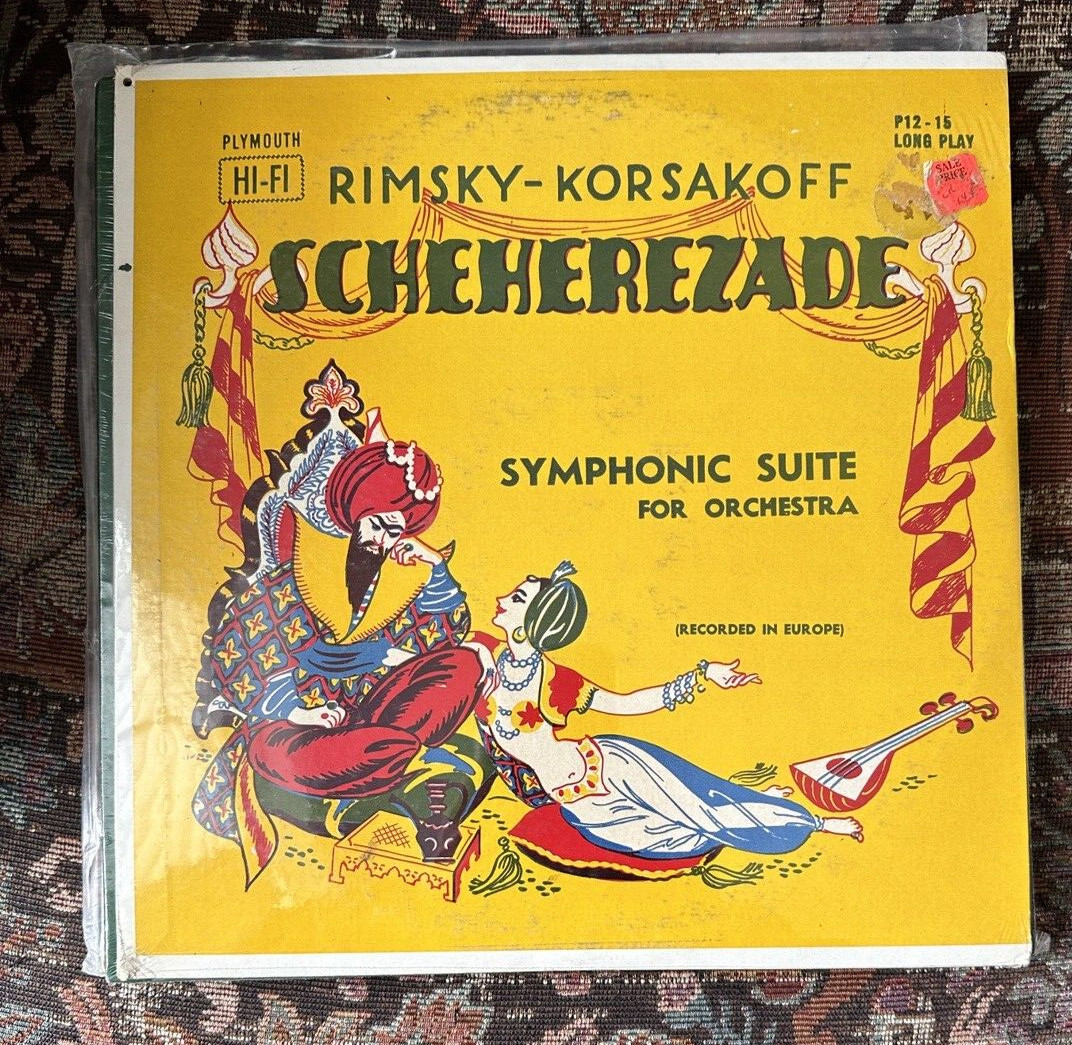 PLYMOUTH
HI-FI
P12-15
LONG PLAY
SALE
PRICE
RIMSKY-KORSAKOFF
SCHEHEREZADE
SYMPHONIC SUITE
FOR ORCHESTRA
(RECORDED IN EUROPE)